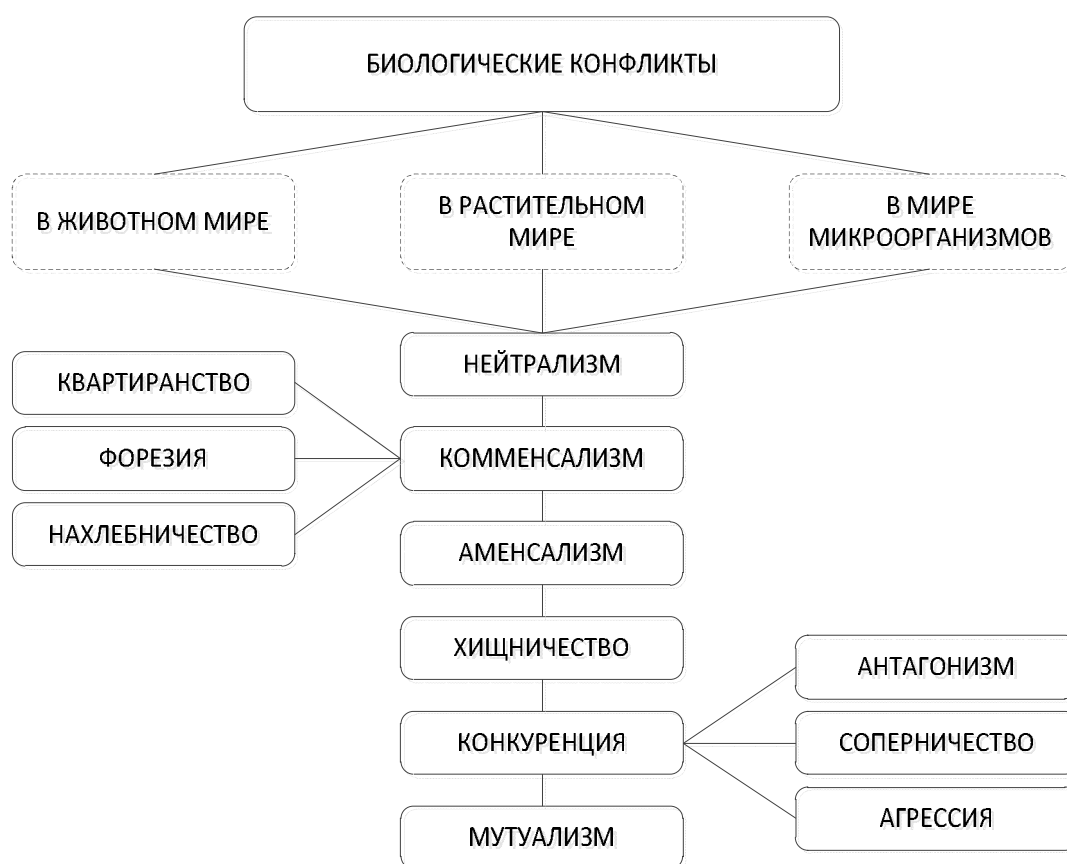 БИОЛОГИЧЕСКИЕ КОНФЛИКТЫ
В ЖИВОТНОМ МИРЕ
В РАСТИТЕЛЬНОМ
МИРЕ
В МИРЕ
МИКРООРГАНИЗМОВ
НЕЙТРАЛИЗМ
КВАРТИРАНСТВО
ФОРЕЗИЯ
НАХЛЕБНИЧЕСТВО
КОММЕНСАЛИЗМ
АМЕНСАЛИЗМ
ХИЩНИЧЕСТВО
КОНКУРЕНЦИЯ
АНТАГОНИЗМ
СОПЕРНИЧЕСТВО
АГРЕССИЯ
МУТУАЛИЗМ